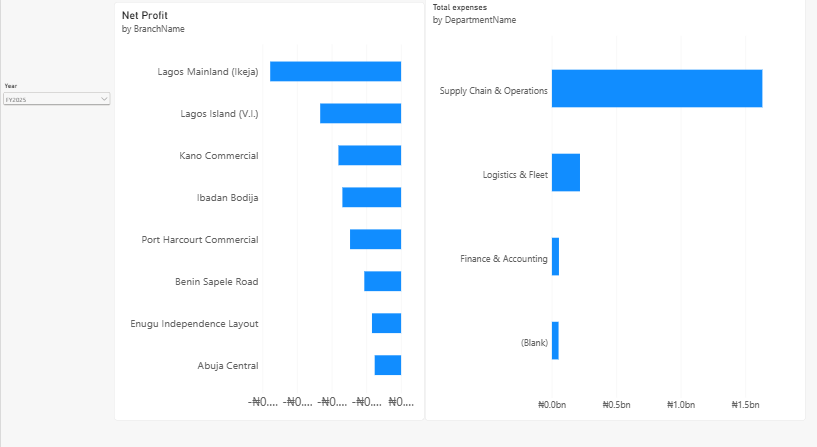 Year
FY2025
Net Profit
by BranchName
Lagos Mainland (Ikeja)
Lagos Island (V.I.)
Kano Commercial
Ibadan Bodija
Port Harcourt Commercial
Benin Sapele Road
Enugu Independence Layout
Abuja Central
-₦0.... -₦0.... -₦0.... -₦0.... ₦0....
Total expenses
by DepartmentName
Supply Chain & Operations
Logistics & Fleet
Finance & Accounting
(Blank)
₦0.0bn ₦0.5bn ₦1.0bn ₦1.5bn